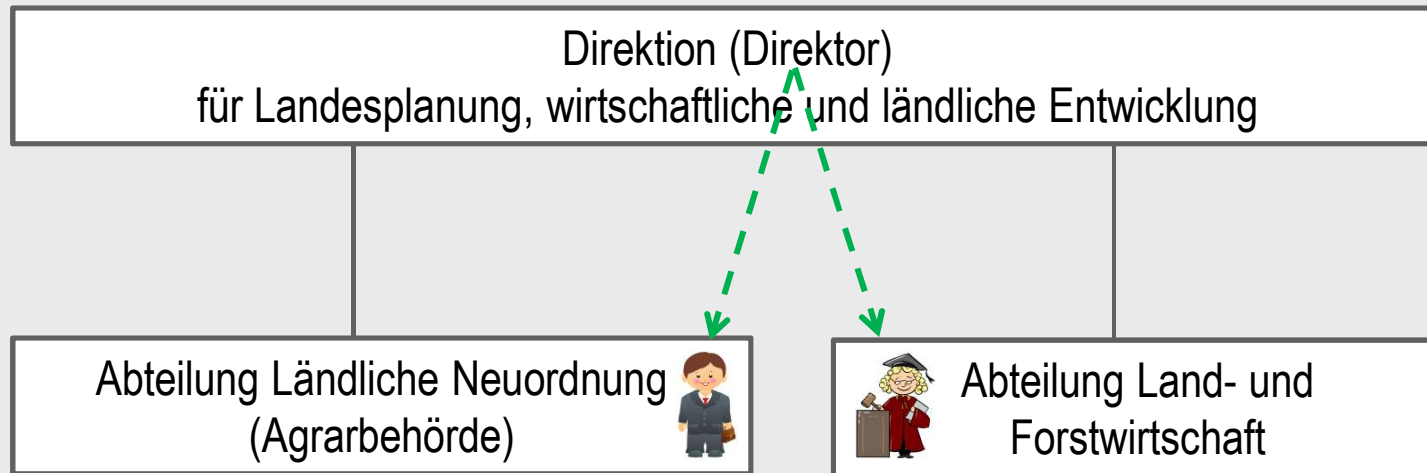 Direktion (Direktor)
für Landesplanung, wirtschaftliche und ländliche Entwicklung
Abteilung Ländliche Neuordnung
(Agrarbehörde)
Abteilung Land- und
Forstwirtschaft